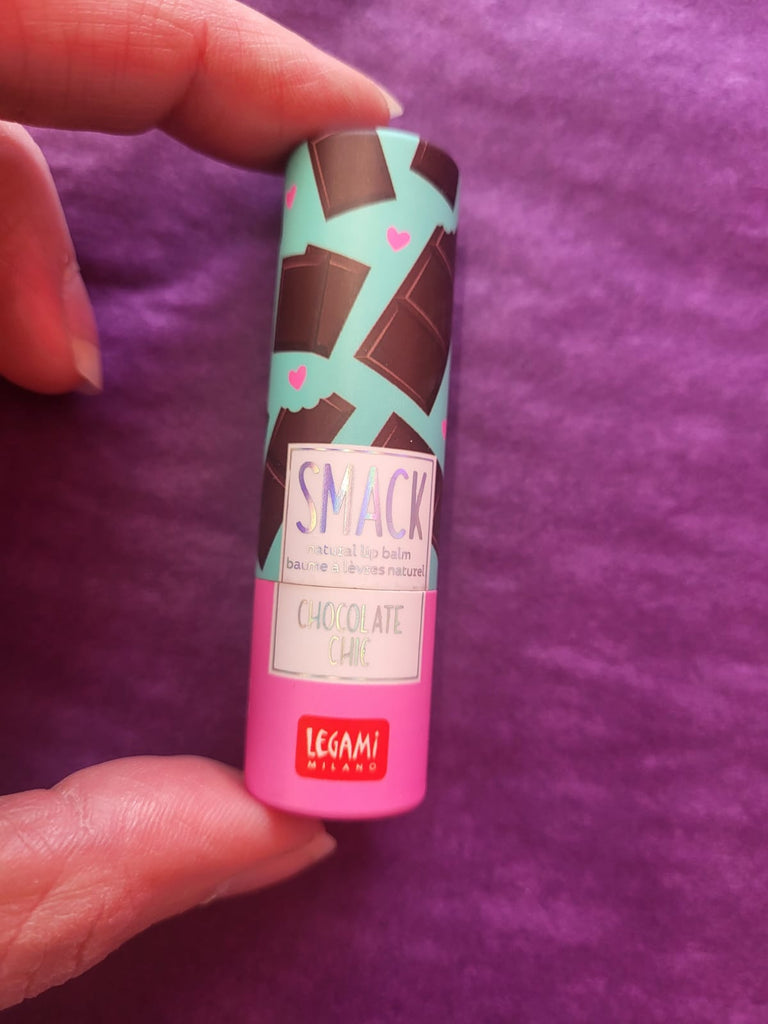 SMACK
natural lip balm
baume à lèvres naturel
CHOCOLATE
CHIC
LEGAMi
MILANO